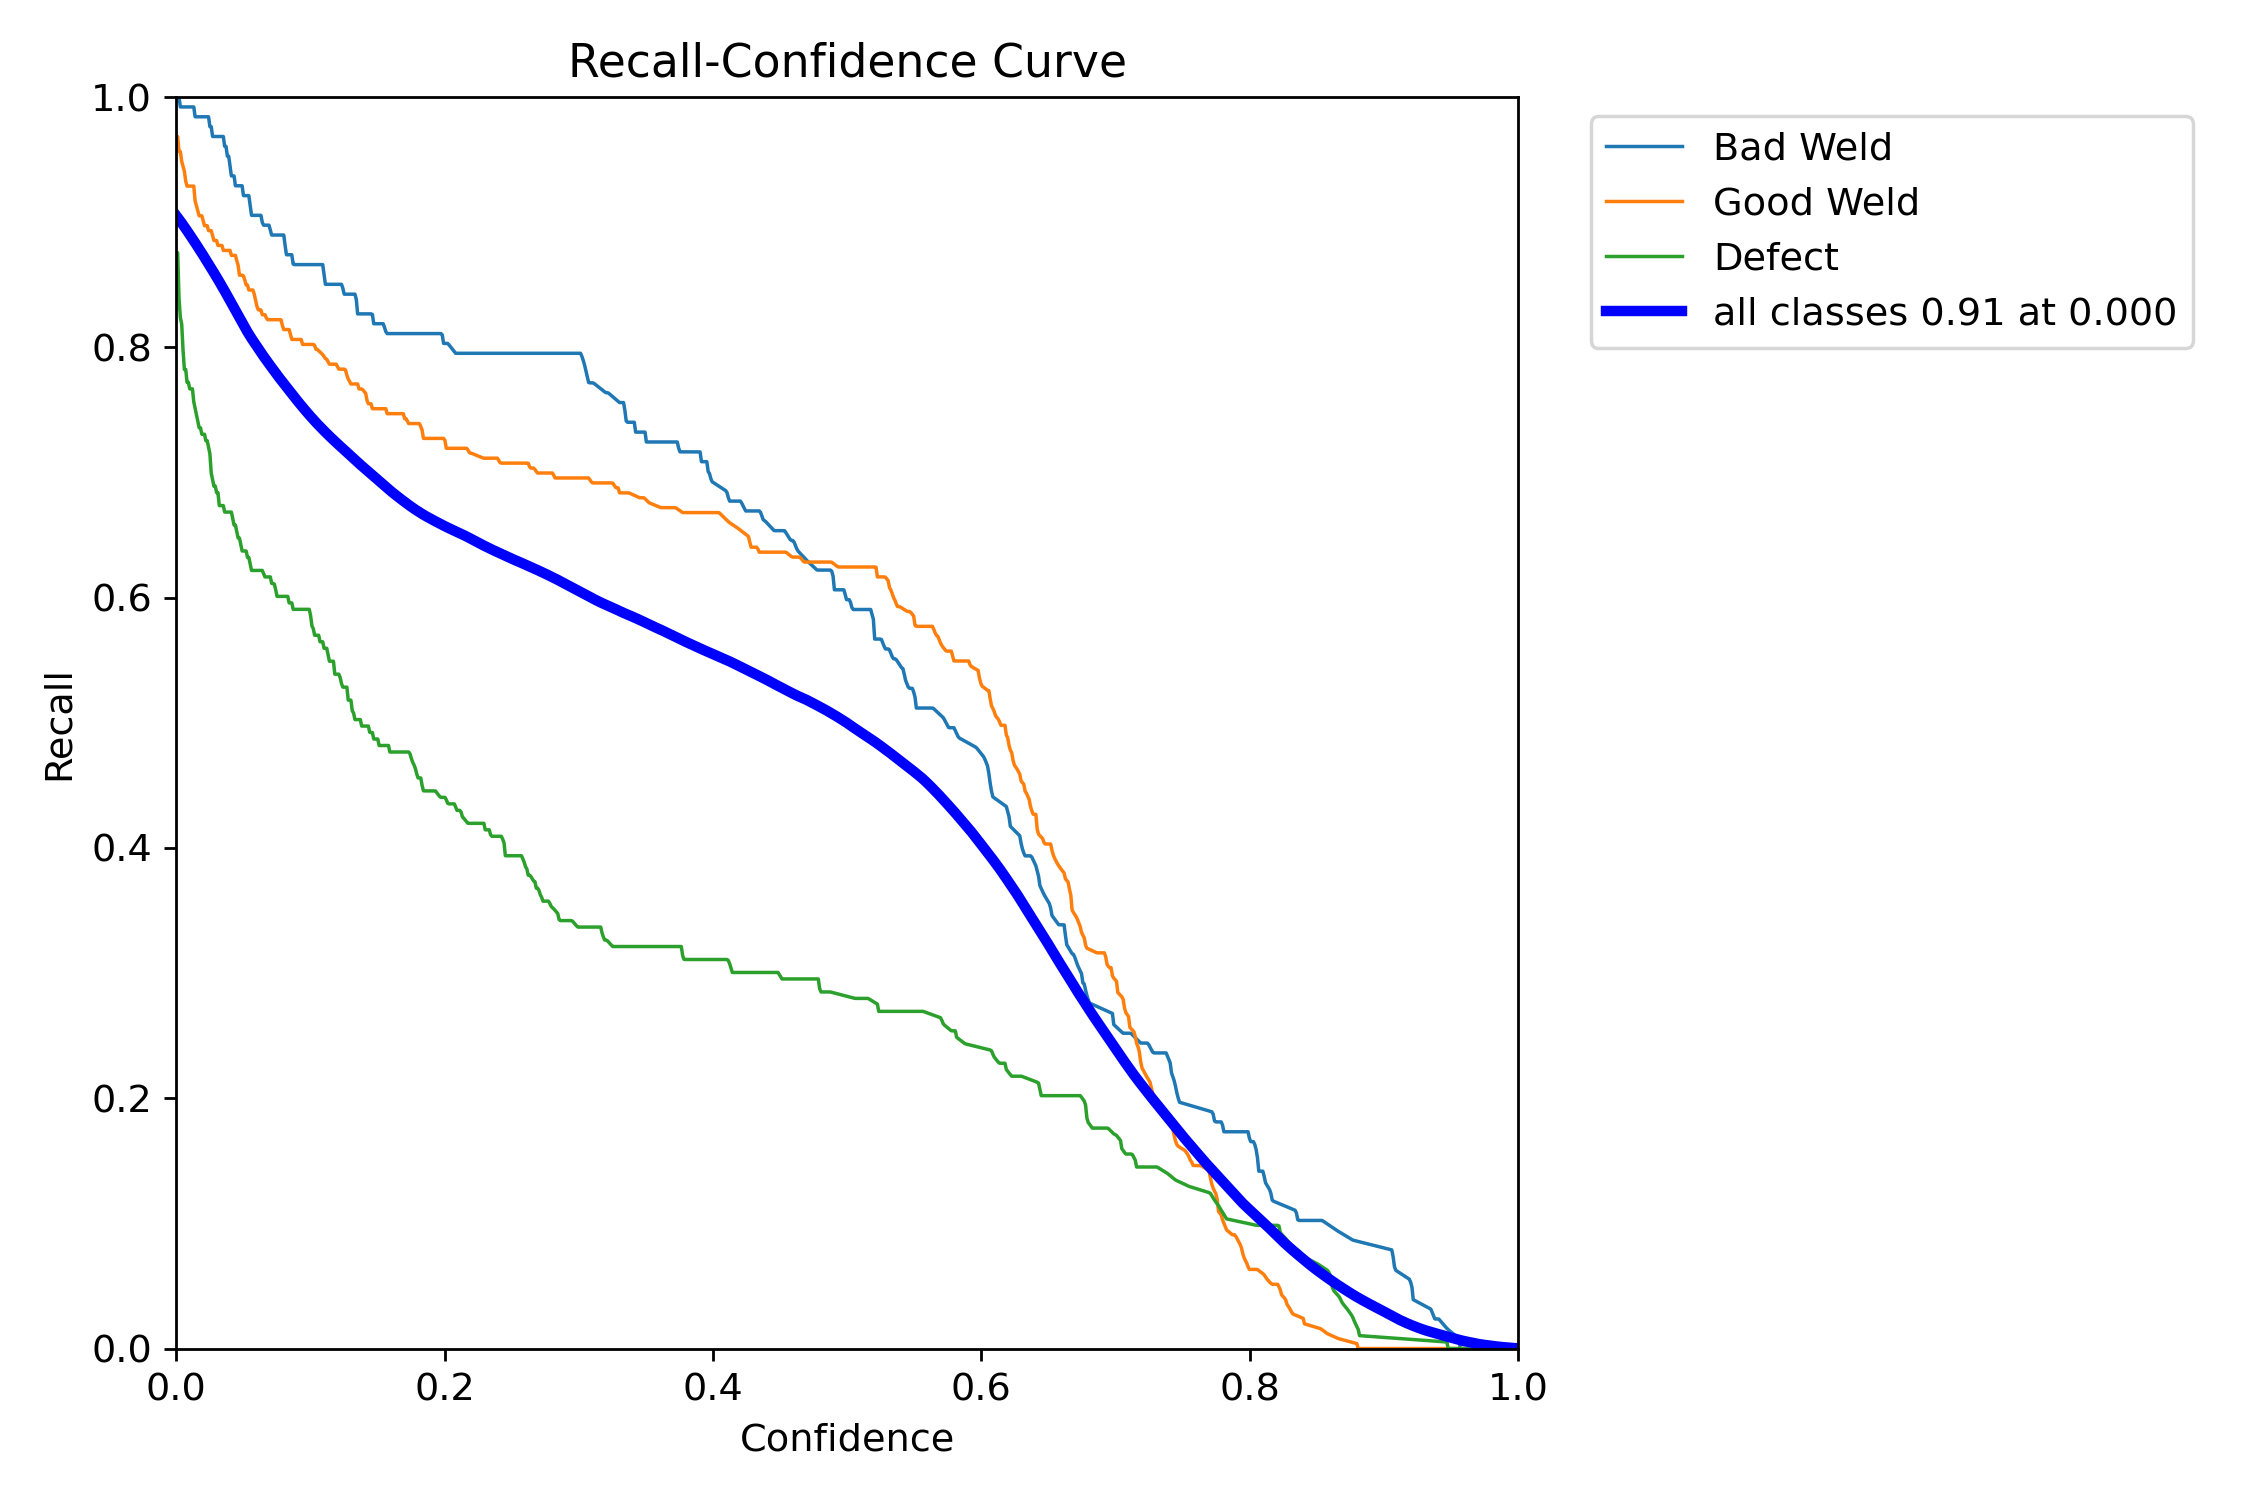 Recall-Confidence Curve
1.0
0.8
0.6
0.4
0.2
0.0
Recall
0.0 0.2 0.4 0.6 0.8 1.0
Confidence
Bad Weld
Good Weld
Defect
all classes 0.91 at 0.000